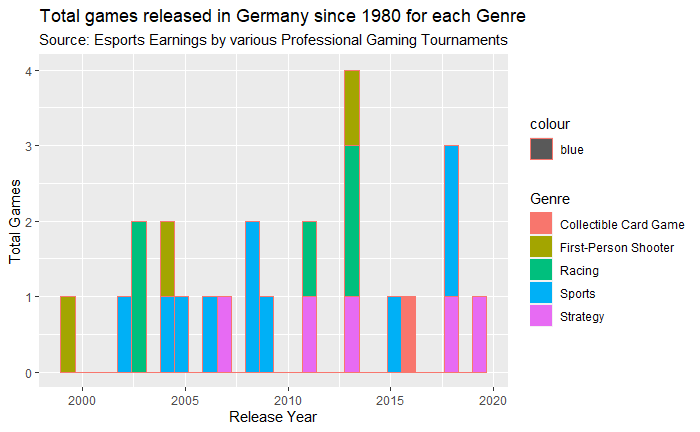 Total games released in Germany since 1980 for each Genre
Source: Esports Earnings by various Professional Gaming Tournaments
4
3
2
1
0
Total Games
2000
2005
2010
2015
2020
Release Year
colour
blue
Genre
Collectible Card Game
First-Person Shooter
Racing
Sports
Strategy